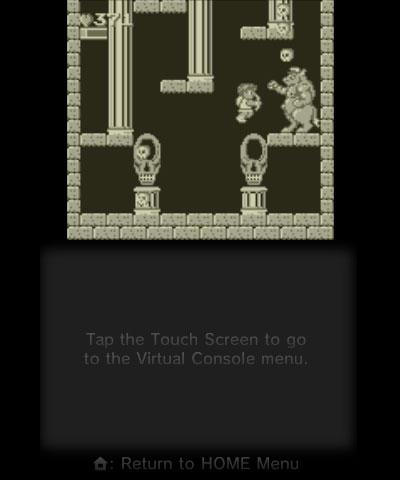 ♥371
Tap the Touch Screen to go
to the Virtual Console menu.
: Return to HOME Menu